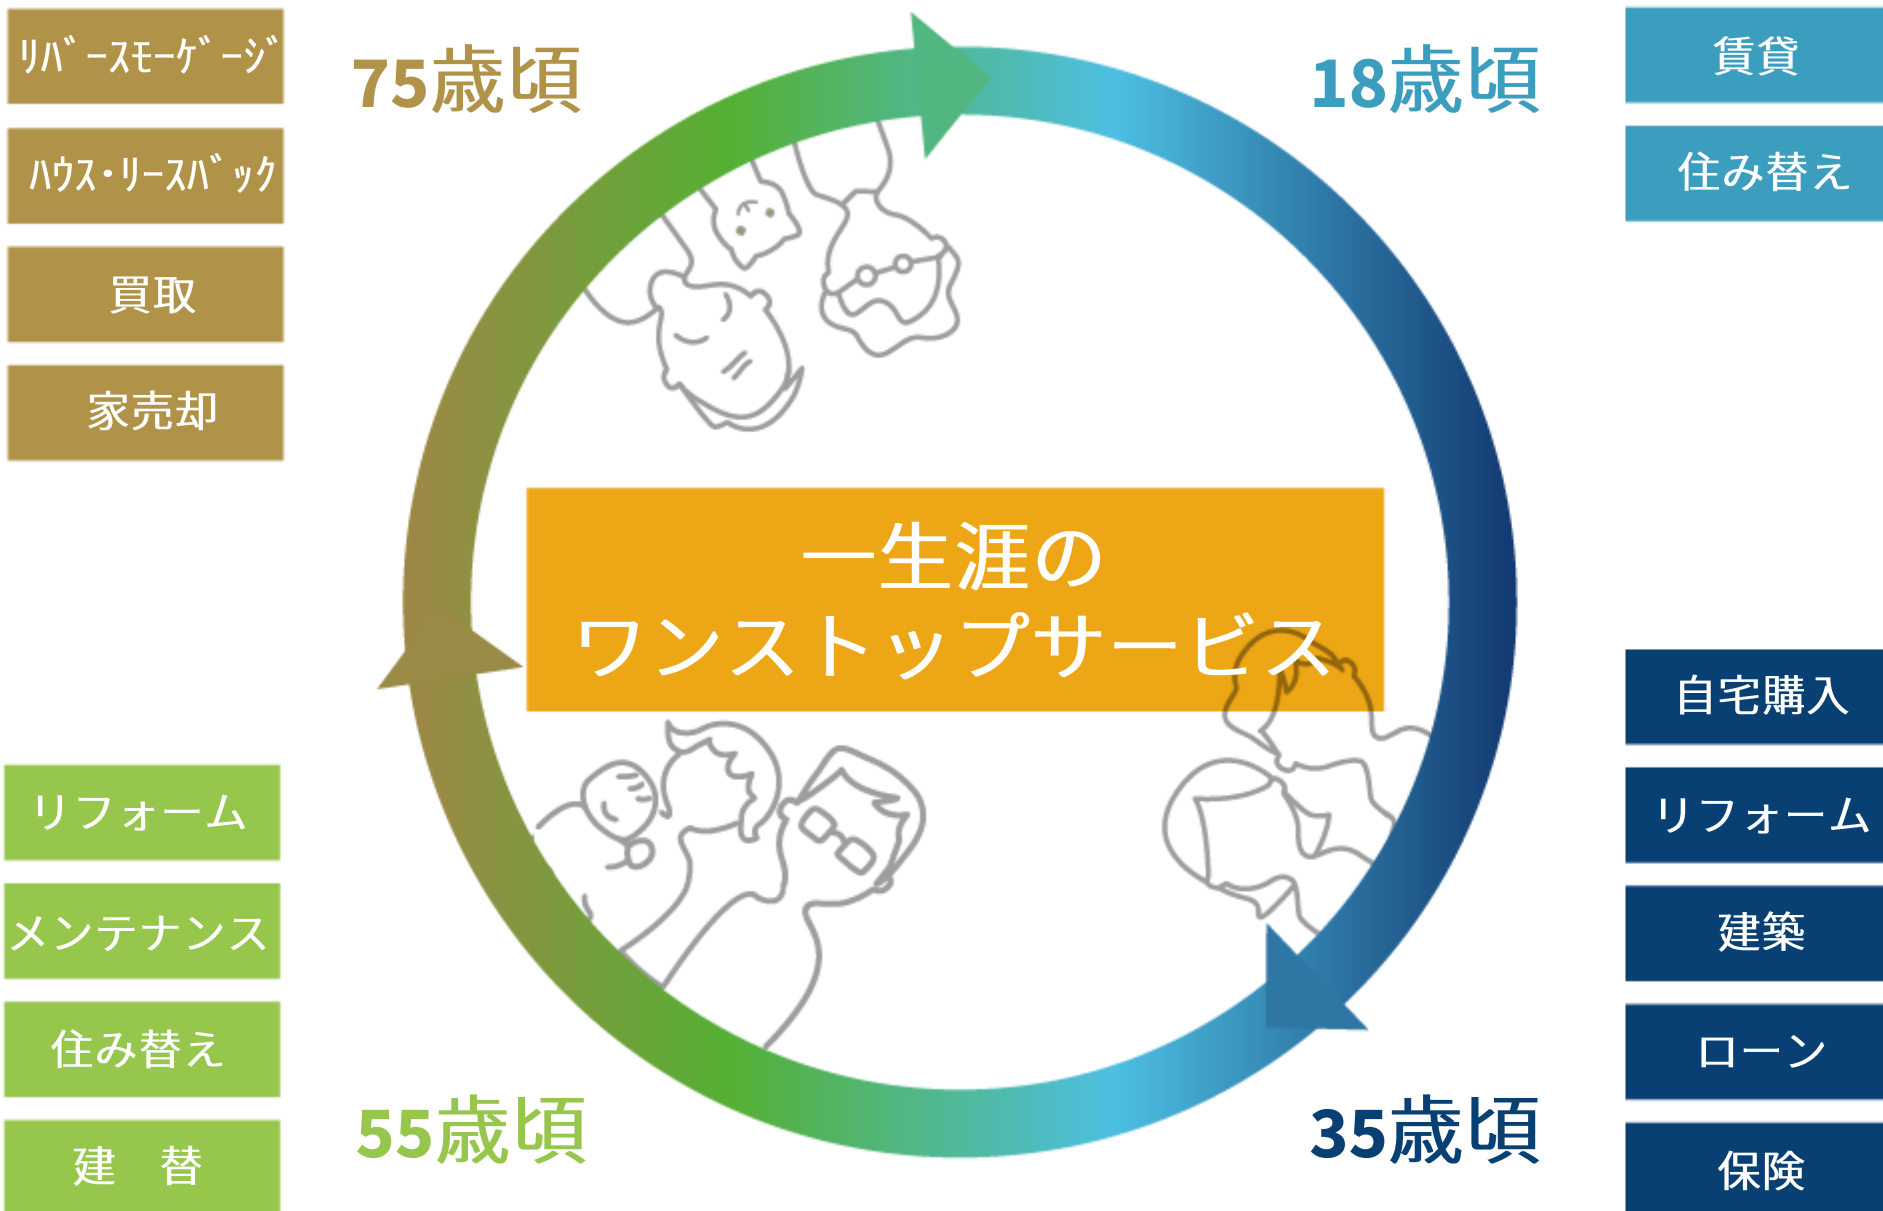 75歳頃
ﾘﾊﾞｰｽﾓｰｹﾞｰｼﾞ
ﾊｳｽ･ﾘｰｽﾊﾞｯｸ
買取
家売却
18歳頃
賃貸
住み替え
一生涯の
ワンストップサービス
55歳頃
リフォーム
メンテナンス
住み替え
建　替
35歳頃
自宅購入
リフォーム
建築
ローン
保険